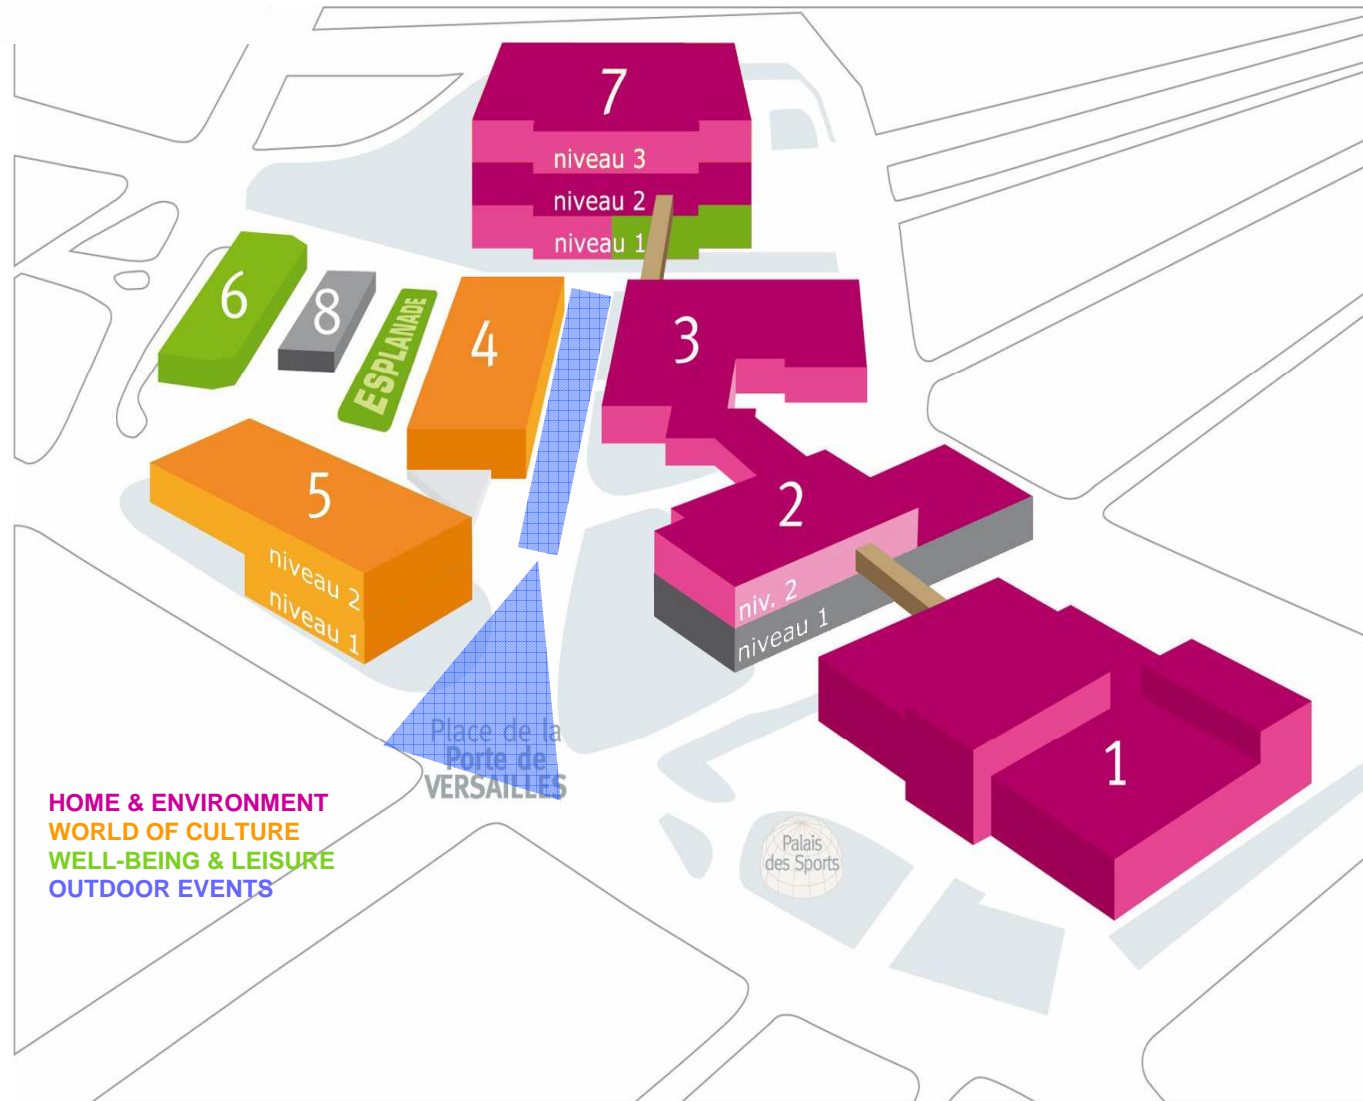 7
niveau 3
niveau 2
niveau 1
6
8
ESPLANADE
4
3
5
niveau 2
niveau 1
2
niv. 2
niveau 1
1
Place de la
Porte de
VERSAILLES
Palais
des Sports
HOME & ENVIRONMENT
WORLD OF CULTURE
WELL-BEING & LEISURE
OUTDOOR EVENTS